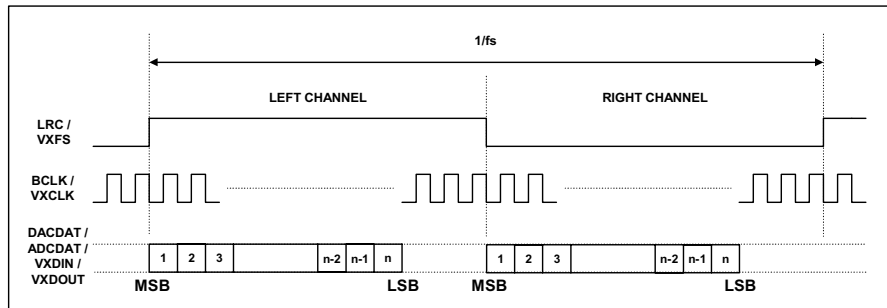 1/fs
LEFT CHANNEL
RIGHT CHANNEL
LRC /
VXFS
BCLK /
VXCLK
DACDAT /
ADCDAT /
VXDIN /
VXDOUT
1 2 3 n-2 n-1 n 1 2 3 n-2 n-1 n
MSB LSB MSB LSB